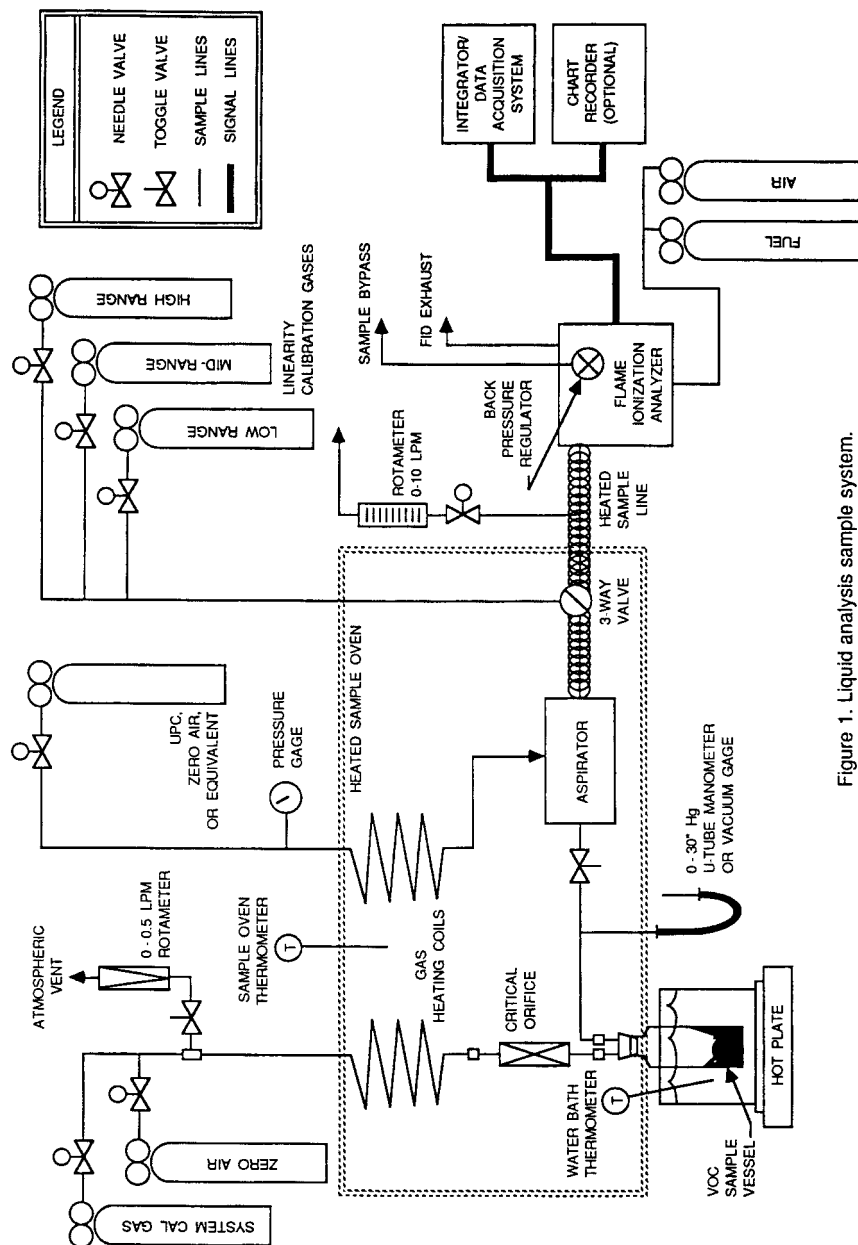 LEGEND
NEEDLE VALVE
TOGGLE VALVE
SAMPLE LINES
SIGNAL LINES
HIGH RANGE
MID-RANGE
LOW RANGE
LINEARITY
CALIBRATION GASES
UPC,
ZERO AIR,
OR EQUIVALENT
PRESSURE
GAGE
ATMOSPHERIC
VENT
0 - 0.5 LPM
ROTAMETER
SYSTEM CAL GAS
ZERO AIR
SAMPLE OVEN
THERMOMETER
T
HEATED SAMPLE OVEN
GAS
HEATING COILS
CRITICAL
ORIFICE
WATER BATH
THERMOMETER
T
VOC
SAMPLE
VESSEL
HOT PLATE
0 - 30" Hg
U-TUBE MANOMETER
OR VACUUM GAGE
ASPIRATOR
3-WAY
VALVE
HEATED
SAMPLE
LINE
ROTAMETER
0-10 LPM
BACK
PRESSURE
REGULATOR
SAMPLE BYPASS
FID EXHAUST
FLAME
IONIZATION
ANALYZER
INTEGRATOR/
DATA
ACQUISITION
SYSTEM
CHART
RECORDER
(OPTIONAL)
FUEL
AIR
Figure 1. Liquid analysis sample system.